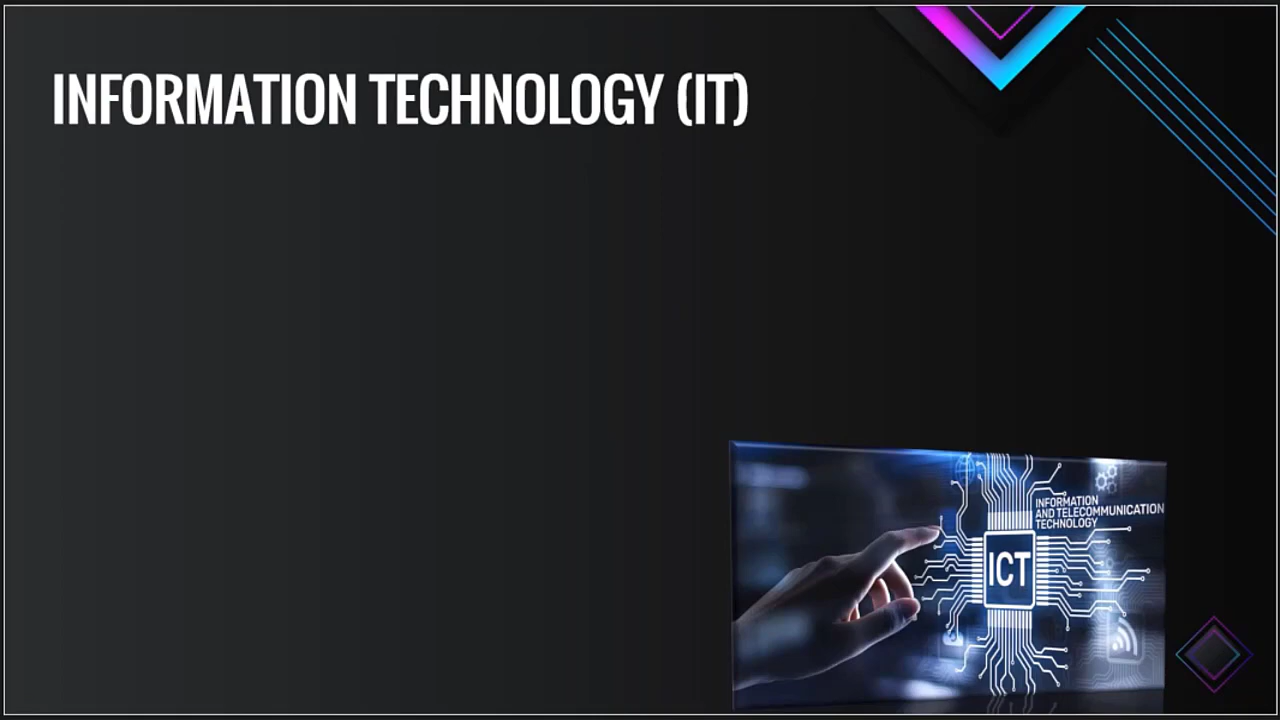 INFORMATION TECHNOLOGY (IT)
INFORMATION
AND TELECOMMUNICATION
TECHNOLOGY
ICT